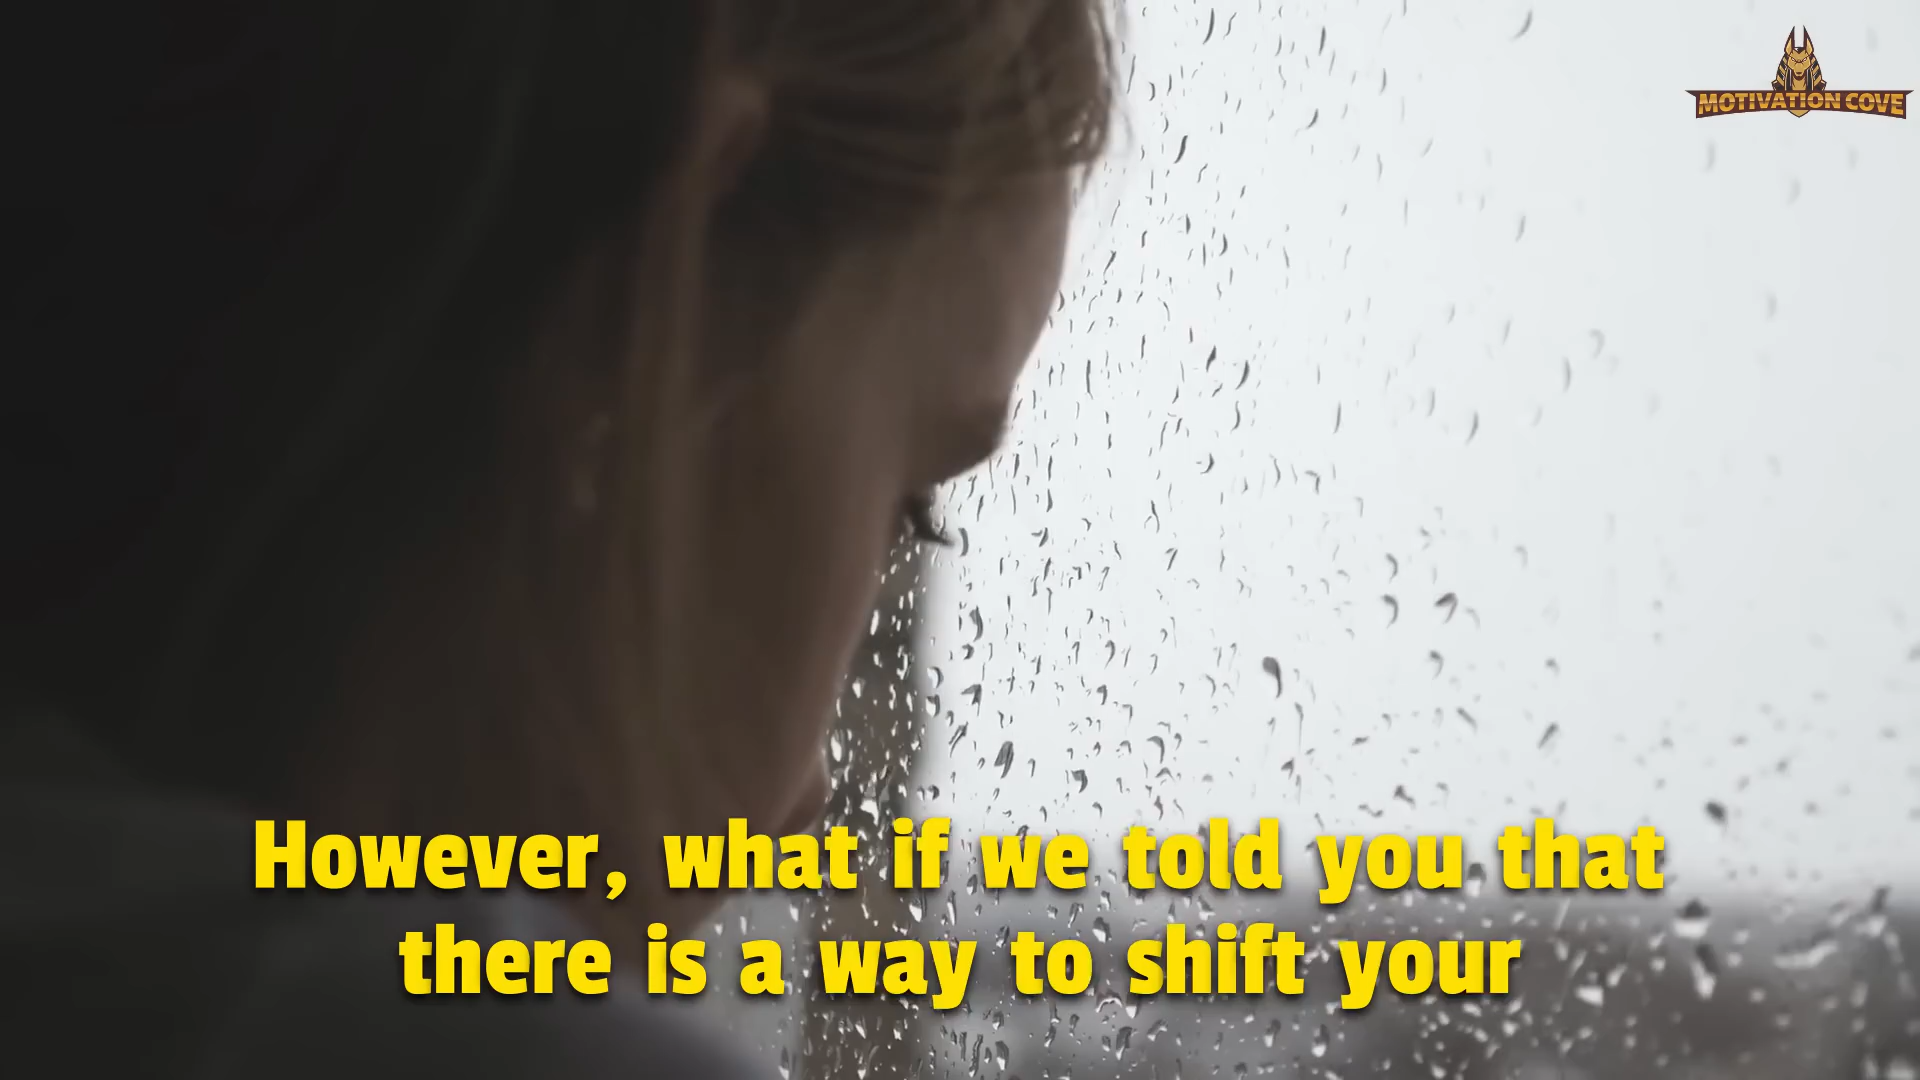 MOTIVATION COVE
However, what if we told you that
there is a way to shift your